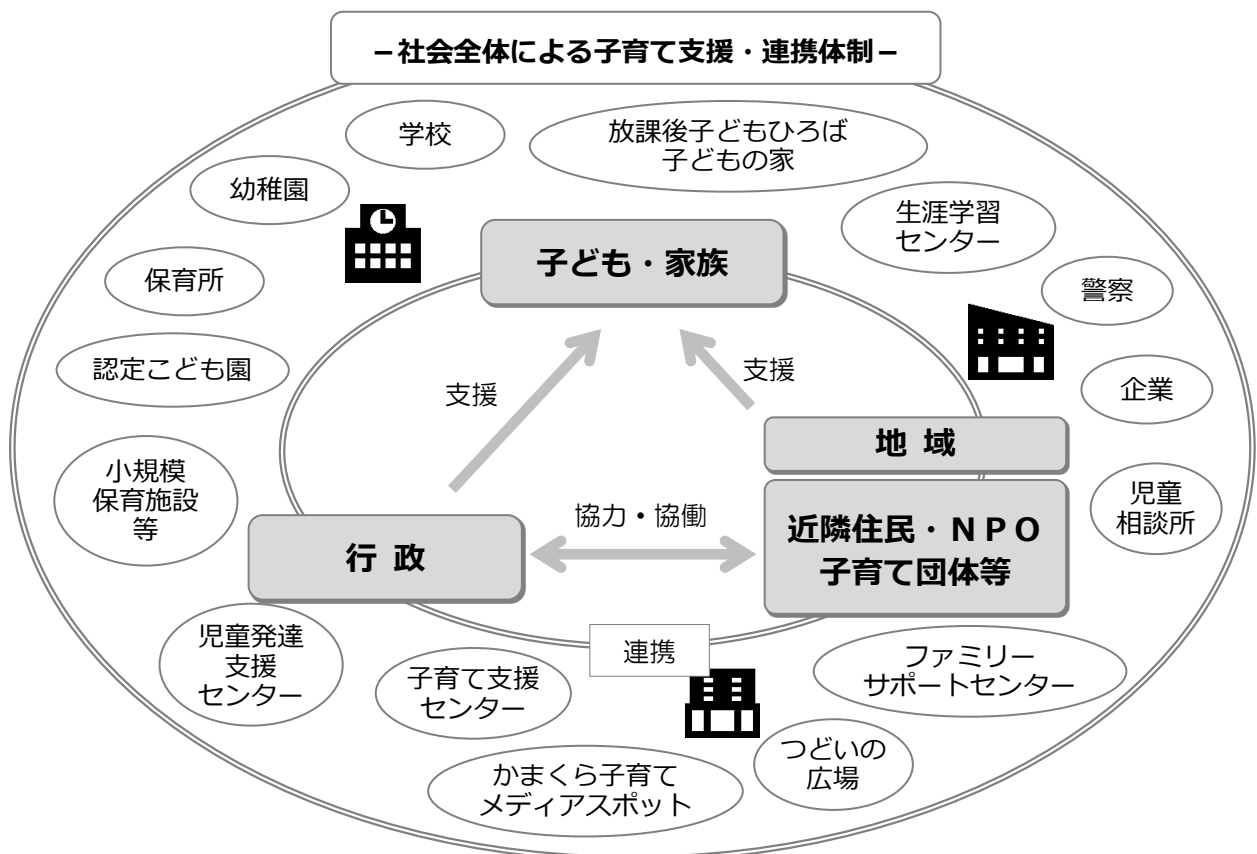 －社会全体による子育て支援・連携体制－
学校
放課後子どもひろば
子どもの家
幼稚園
生涯学習
センター
子ども・家族
保育所
警察
認定こども園
支援
支援
企業
地 域
小規模
保育施設
等
児童
相談所
協力・協働
近隣住民・ＮＰＯ
子育て団体等
行 政
児童発達
支援
センター
連携
子育て支援
センター
ファミリー
サポートセンター
つどいの
広場
かまくら子育て
メディアスポット